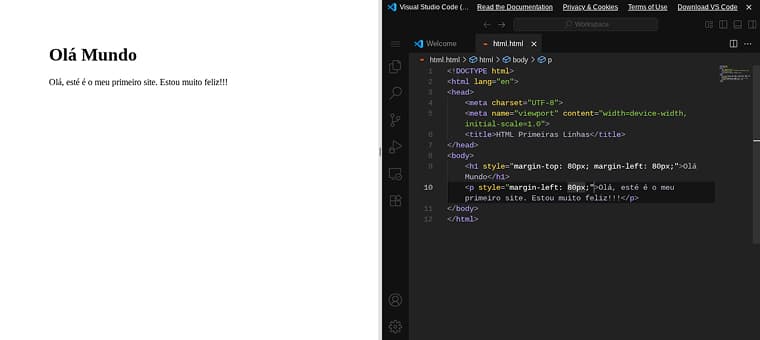 Olá Mundo
Olá, esté é o meu primeiro site. Estou muito feliz!!!
Visual Studio Code (... Read the Documentation Privacy & Cookies Terms of Use Download VS Code
Workspace
Welcome html.html
html.html > html > body > p
1 <!DOCTYPE html>
2 <html lang="en">
3 <head>
4 <meta charset="UTF-8">
5 <meta name="viewport" content="width=device-width,
initial-scale=1.0">
6 <title>HTML Primeiras Linhas</title>
7 </head>
8 <body>
9 <h1 style="margin-top: 80px; margin-left: 80px;">Olá
Mundo</h1>
10 <p style="margin-left: 80px;">Olá, esté é o meu
primeiro site. Estou muito feliz!!!</p>
11 </body>
12 </html>